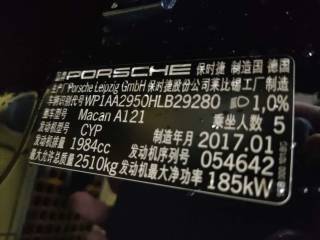 品牌 PORSCHE 保时捷 制造国 德国
生产厂 Porsche Leipzig GmbH 保时捷股份公司莱比锡工厂 制造
车辆识别代号 WP1AA2950HLB29280 1,0%
整车型号 Macan A121 乘坐人数 5
发动机型号 CYP 制造年月 2017.01
发动机排量 1984cc 发动机序列号 054642
最大允许总质量 2510kg 发动机最大净功率 185kW